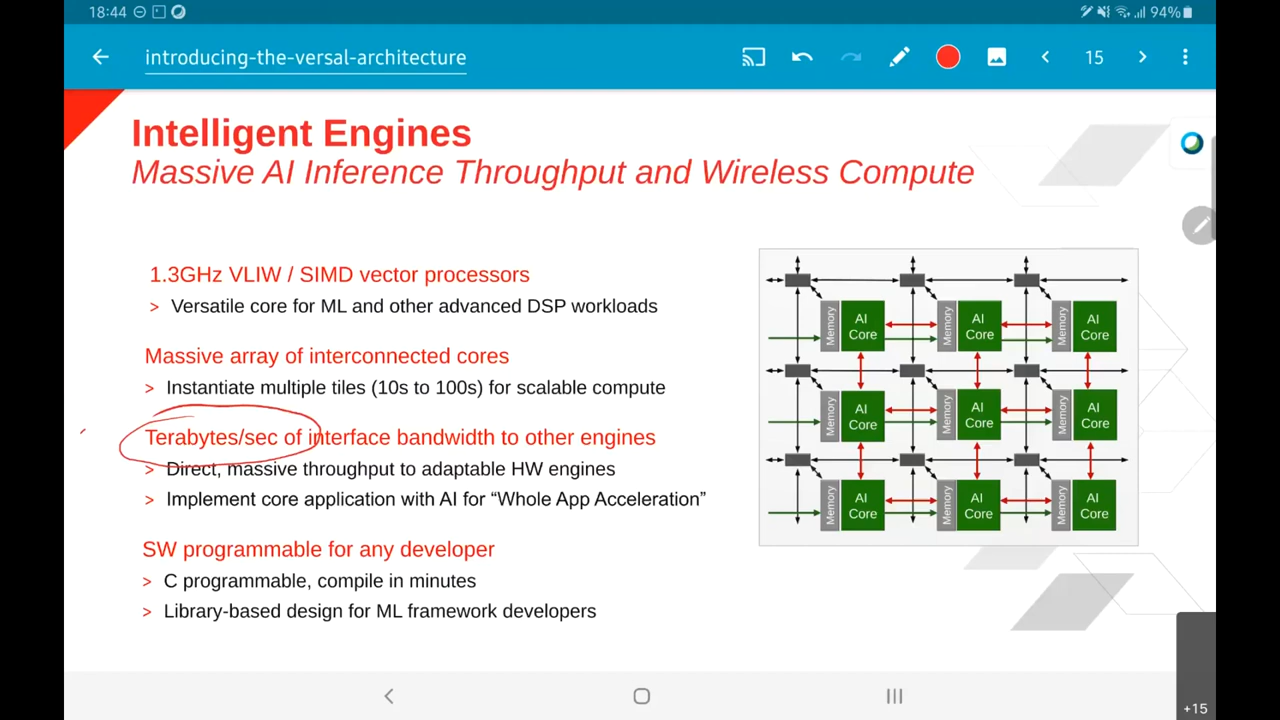 18:44
94%
introducing-the-versal-architecture
15
Intelligent Engines
Massive AI Inference Throughput and Wireless Compute
1.3GHz VLIW / SIMD vector processors
> Versatile core for ML and other advanced DSP workloads
Massive array of interconnected cores
> Instantiate multiple tiles (10s to 100s) for scalable compute
Terabytes/sec of interface bandwidth to other engines
> Direct, massive throughput to adaptable HW engines
> Implement core application with AI for “Whole App Acceleration”
SW programmable for any developer
> C programmable, compile in minutes
> Library-based design for ML framework developers
Memory
AI
Core
Memory
AI
Core
Memory
AI
Core
Memory
AI
Core
Memory
AI
Core
Memory
AI
Core
Memory
AI
Core
Memory
AI
Core
Memory
AI
Core
+15